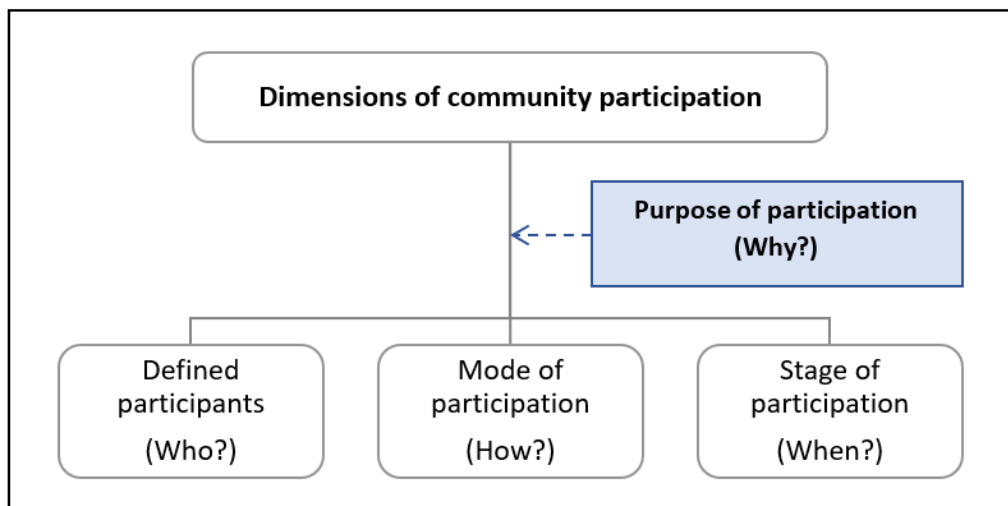 Dimensions of community participation
Purpose of participation
(Why?)
Defined
participants
(Who?)
Mode of
participation
(How?)
Stage of
participation
(When?)